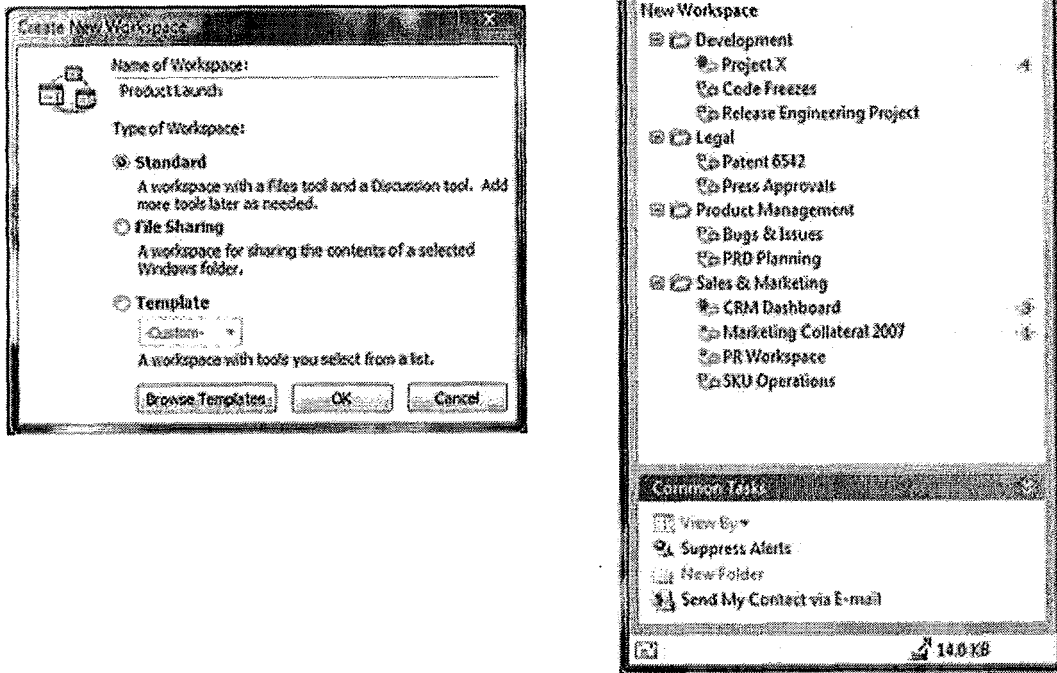 Create New Workspace
Name of Workspace:
Product Launch
Type of Workspace:
Standard
A workspace with a Files tool and a Discussion tool. Add
more tools later as needed.
File Sharing
A workspace for sharing the contents of a selected
Windows folder.
Template
-Custom-
A workspace with tools you select from a list.
Browse Templates
OK
Cancel
New Workspace
Development
Project X 4
Code Freezes
Release Engineering Project
Legal
Patent 6542
Press Approvals
Product Management
Bugs & Issues
PRD Planning
Sales & Marketing
CRM Dashboard
Marketing Collateral 2007
PR Workspace
SKU Operations
Common Tasks
View By
Suppress Alerts
New Folder
Send My Contact via E-mail
14.0 KB